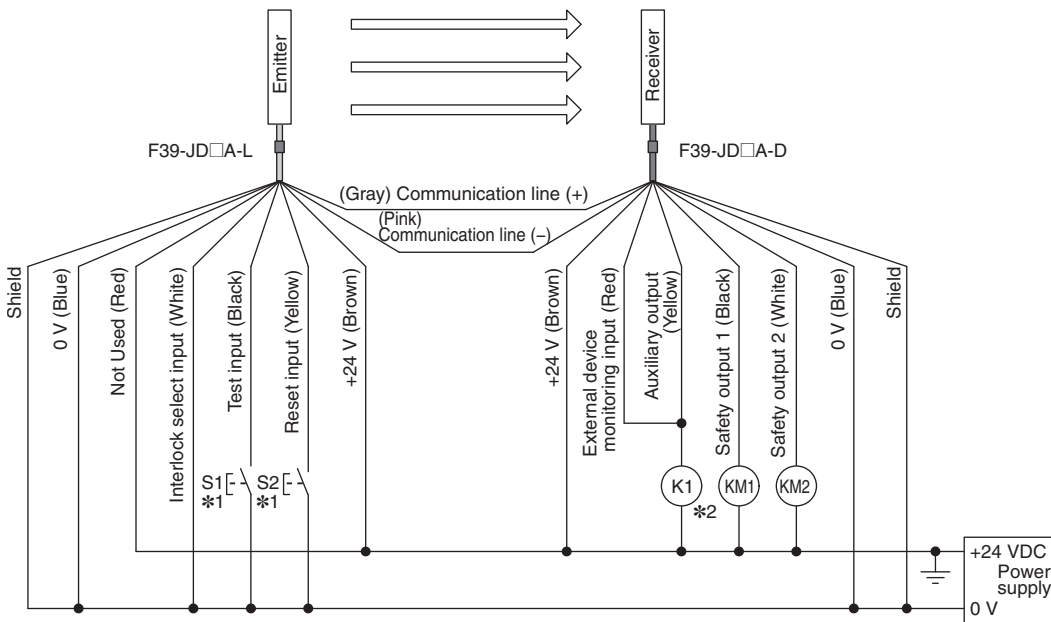 Emitter
Receiver
F39-JD□A-L
F39-JD□A-D
(Gray) Communication line (+)
(Pink)
Communication line (−)
Shield
0 V (Blue)
Not Used (Red)
Interlock select input (White)
Test input (Black)
Reset input (Yellow)
+24 V (Brown)
+24 V (Brown)
External device
monitoring input (Red)
Auxiliary output
(Yellow)
Safety output 1 (Black)
Safety output 2 (White)
0 V (Blue)
Shield
S1
✱1
S2
✱1
K1
✱2
KM1
KM2
+24 VDC
Power
supply
0 V